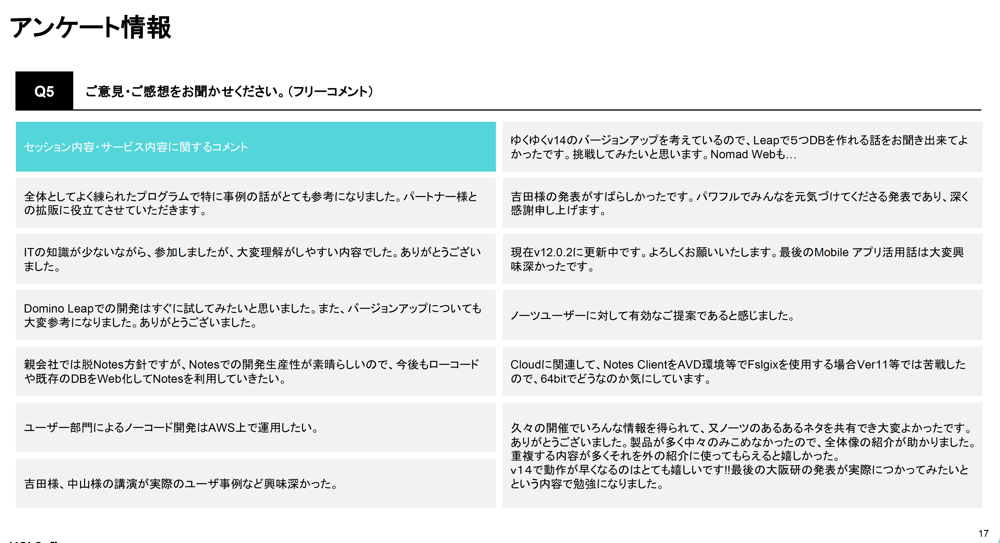 アンケート情報
Q5
ご意見・ご感想をお聞かせください。（フリーコメント）
セッション内容・サービス内容に関するコメント
全体としてよく練られたプログラムで特に事例の話がとても参考になりました。パートナー様と
の拡販に役立てさせていただきます。
ITの知識が少ないながら、参加しましたが、大変理解がしやすい内容でした。ありがとうござい
ました。
Domino Leapでの開発はすぐに試してみたいと思いました。また、バージョンアップについても
大変参考になりました。ありがとうございました。
親会社では脱Notes方針ですが、Notesでの開発生産性が素晴らしいので、今後もローコード
や既存のDBをWeb化してNotesを利用していきたい。
ユーザー部門によるノーコード開発はAWS上で運用したい。
吉田様、中山様の講演が実際のユーザ事例など興味深かった。
ゆくゆくv14のバージョンアップを考えているので、Leapで５つDBを作れる話をお聞き出来てよ
かったです。挑戦してみたいと思います。Nomad Webも…
吉田様の発表がすばらしかったです。パワフルでみんなを元気づけてくださる発表であり、深く
感謝申し上げます。
現在v12.0.2に更新中です。よろしくお願いいたします。最後のMobile アプリ活用話は大変興
味深かったです。
ノーツユーザーに対して有効なご提案であると感じました。
Cloudに関連して、Notes ClientをAVD環境等でFslgixを使用する場合Ver11等では苦戦した
ので、64bitでどうなのか気にしています。
久々の開催でいろんな情報を得られて、又ノーツのあるあるネタを共有でき大変よかったです。
ありがとうございました。製品が多く中々のみこめなかったので、全体像の紹介が助かりました。
重複する内容が多くそれを外の紹介に使ってもらえると嬉しかった。
v１４で動作が早くなるのはとても嬉しいです!!最後の大阪研の発表が実際につかってみたいと
という内容で勉強になりました。
17